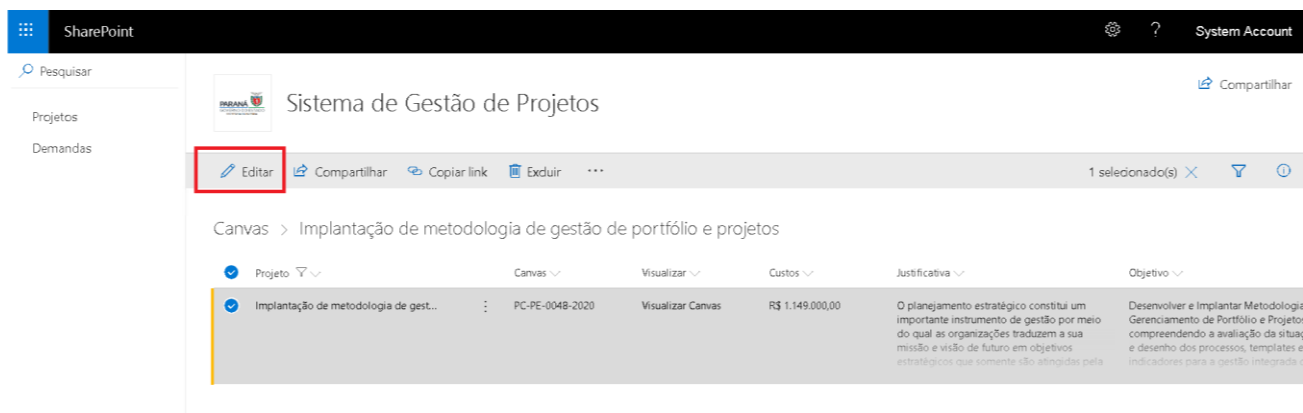 SharePoint
?
System Account
Pesquisar
Compartilhar
Projetos
Demandas
PARANÁ
Sistema de Gestão de Projetos
Editar Compartilhar Copiar link Excluir ... 1 selecionado(s)
Canvas > Implantação de metodologia de gestão de portfólio e projetos
Projeto Canvas Visualizar Custos Justificativa Objetivo
Implantação de metodologia de gest... PC-PE-0048-2020 Visualizar Canvas R$ 1.149.000,00
O planejamento estratégico constitui um
importante instrumento de gestão por meio
do qual as organizações traduzem a sua
missão e visão de futuro em objetivos
estratégicos que somente são atingidas pela
Desenvolver e Implantar Metodologia
Gerenciamento de Portfólio e Projetos
compreendendo a avaliação da situaç
e desenho dos processos, templates e
indicadores para a gestão integrada